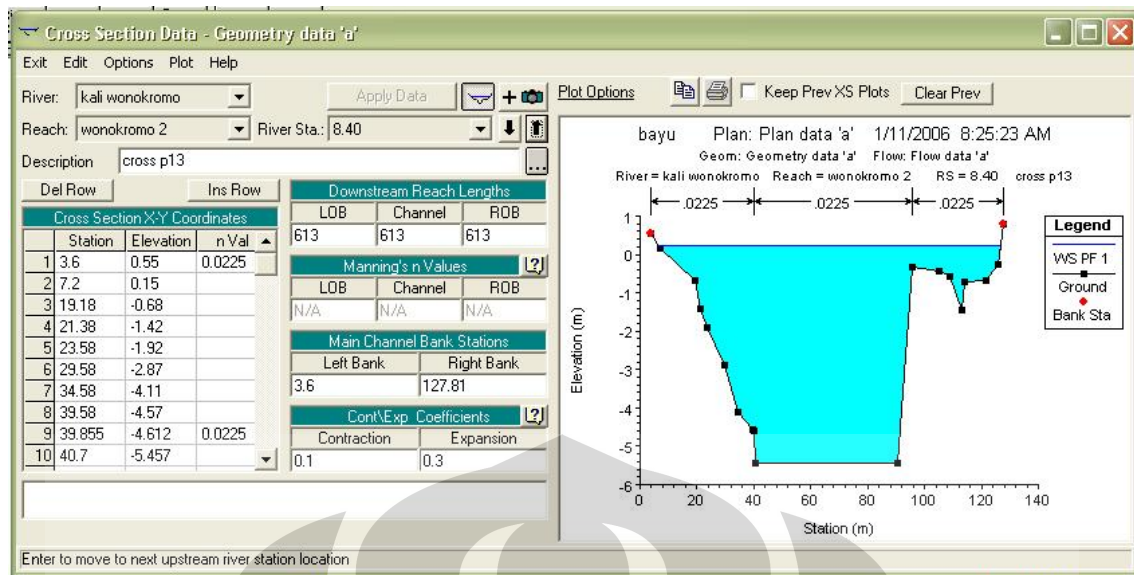 Cross Section Data - Geometry data 'a'
Exit Edit Options Plot Help
River: kali wonokromo Apply Data
Reach: wonokromo 2 River Sta.: 8.40
Description cross p13 ...
Del Row Ins Row
Cross Section X-Y Coordinates
Station Elevation n Val
1 3.6 0.55 0.0225
2 7.2 0.15
3 19.18 -0.68
4 21.38 -1.42
5 23.58 -1.92
6 29.58 -2.87
7 34.58 -4.11
8 39.58 -4.57
9 39.855 -4.612 0.0225
10 40.7 -5.457
Downstream Reach Lengths
LOB Channel ROB
613 613 613
Manning's n Values
LOB Channel ROB
N/A N/A N/A
Main Channel Bank Stations
Left Bank Right Bank
3.6 127.81
Cont\Exp Coefficients
Contraction Expansion
0.1 0.3
Enter to move to next upstream river station location
Plot Options Keep Prev XS Plots Clear Prev
bayu Plan: Plan data 'a' 1/11/2006 8:25:23 AM
Geom: Geometry data 'a' Flow: Flow data 'a'
River = kali wonokromo Reach = wonokromo 2 RS = 8.40 cross p13
.0225 .0225 .0225
1
0
-1
-2
-3
-4
-5
-6
Elevation (m)
0 20 40 60 80 100 120 140
Station (m)
Legend
WS PF 1
Ground
Bank Sta